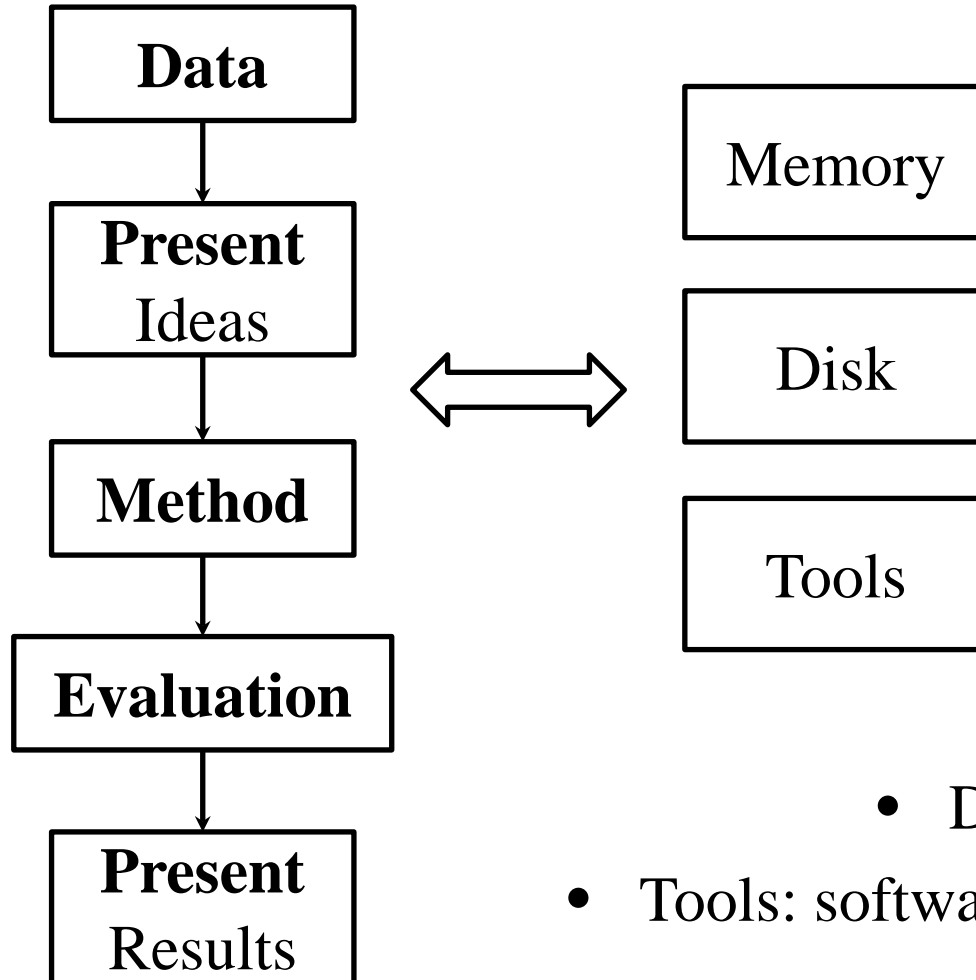 Data
Present
Ideas
Method
Evaluation
Present
Results
Memory
Disk
Tools
• D
• Tools: softwa